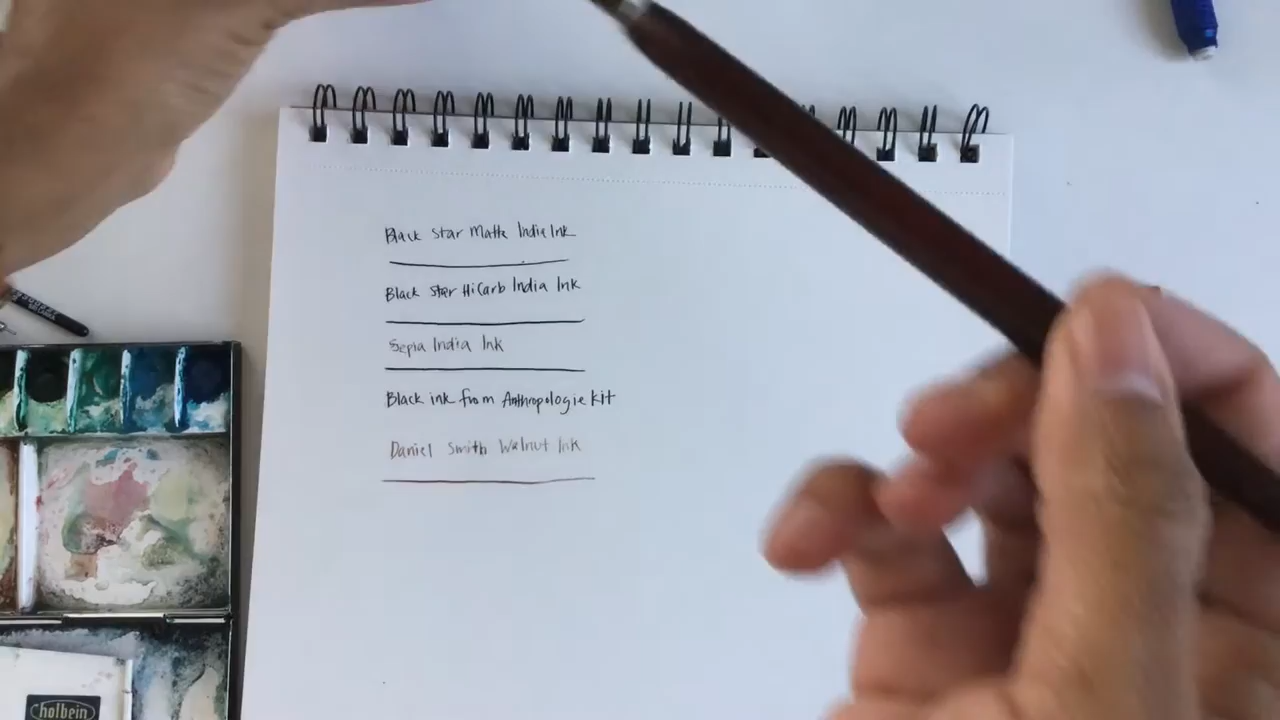 Black Star Matte India Ink
Black Star HiCarb India Ink
Sepia India Ink
Black ink from Anthropologie kit
Daniel Smith Walnut Ink
holbein